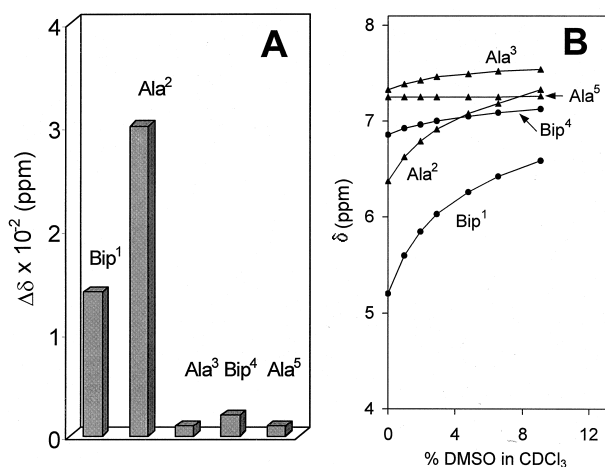 A
4
3
2
1
0
Δδ x 10⁻² (ppm)
Bip¹
Ala²
Ala³ Bip⁴ Ala⁵
B
8
7
6
5
4
δ (ppm)
Ala³
Ala⁵
Bip⁴
Ala²
Bip¹
0 4 8 12
% DMSO in CDCl₃